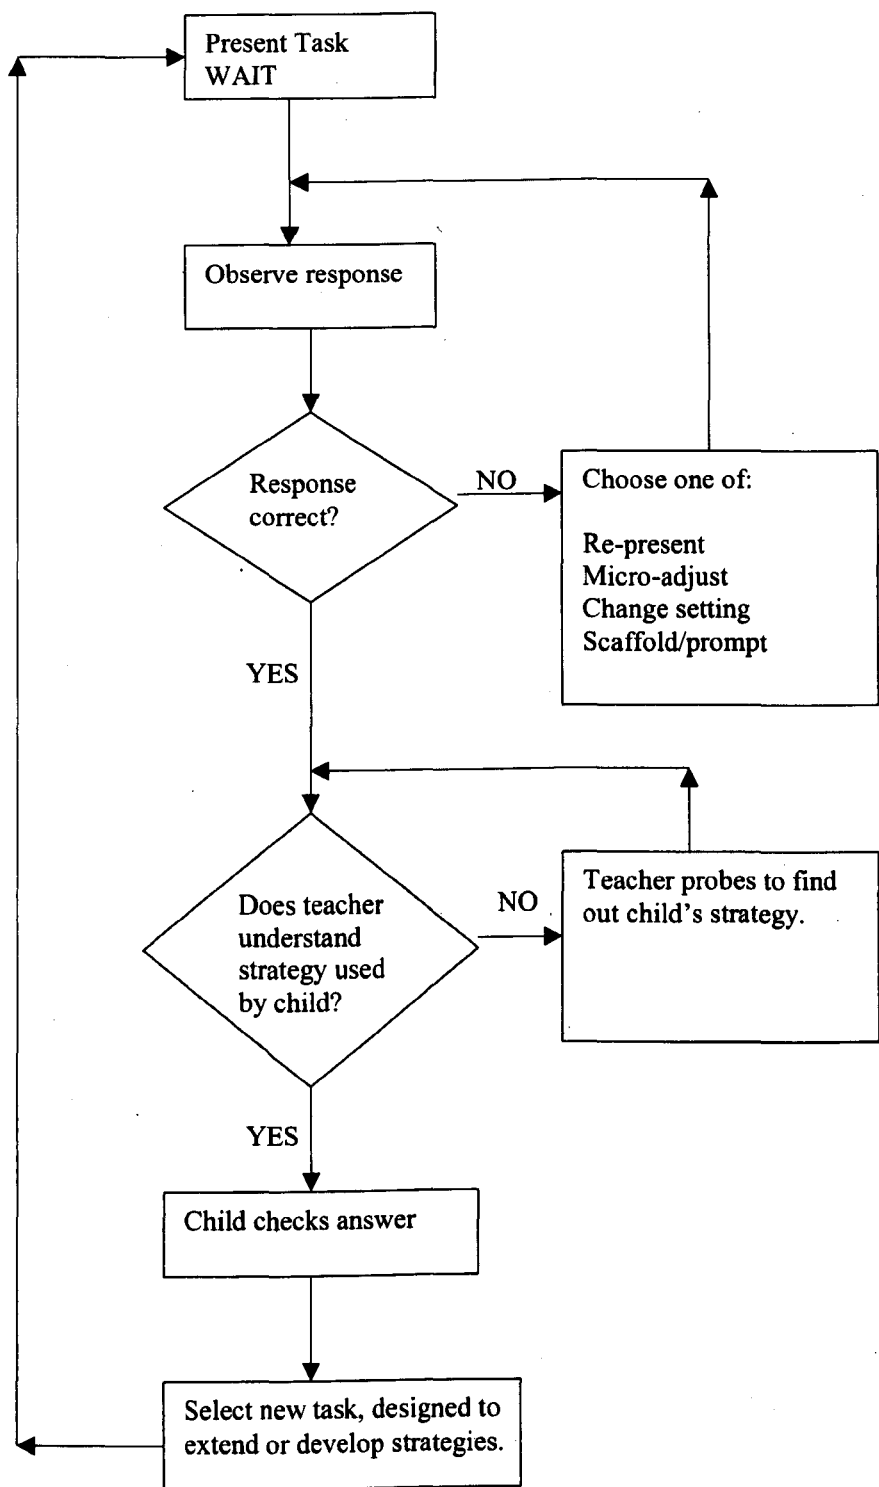 Present Task
WAIT
Observe response
Response
correct?
NO
Choose one of:
Re-present
Micro-adjust
Change setting
Scaffold/prompt
YES
Does teacher
understand
strategy used
by child?
NO
Teacher probes to find
out child's strategy.
YES
Child checks answer
Select new task, designed to
extend or develop strategies.